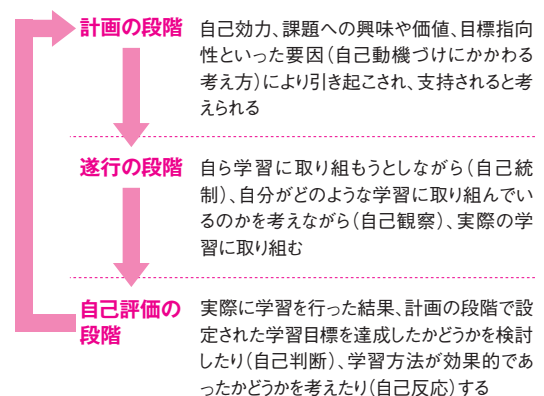 計画の段階
自己効力、課題への興味や価値、目標指向
性といった要因(自己動機づけにかかわる
考え方)により引き起こされ、支持されると考
えられる
遂行の段階
自ら学習に取り組もうとしながら(自己統
制)、自分がどのような学習に取り組んでい
るのかを考えながら(自己観察)、実際の学
習に取り組む
自己評価の
段階
実際に学習を行った結果、計画の段階で設
定された学習目標を達成したかどうかを検討
したり(自己判断)、学習方法が効果的であ
ったかどうかを考えたり(自己反応)する